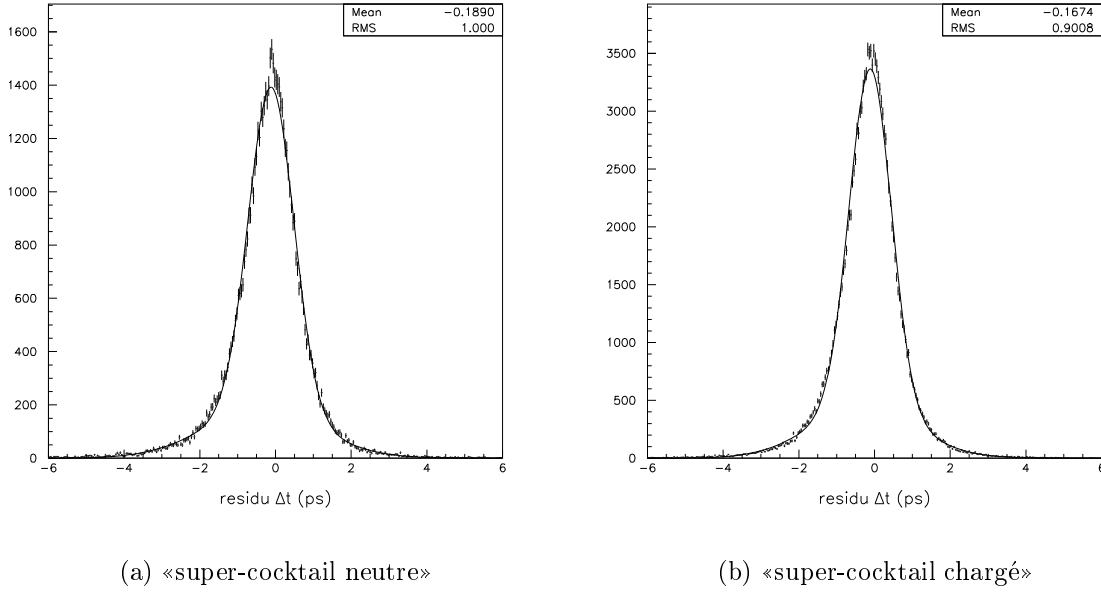 Mean -0.1890
RMS 1.000
1600
1400
1200
1000
800
600
400
200
0
-6 -4 -2 0 2 4 6
residu Δt (ps)
(a) «super-cocktail neutre»
Mean -0.1674
RMS 0.9008
3500
3000
2500
2000
1500
1000
500
0
-6 -4 -2 0 2 4 6
residu Δt (ps)
(b) «super-cocktail chargé»